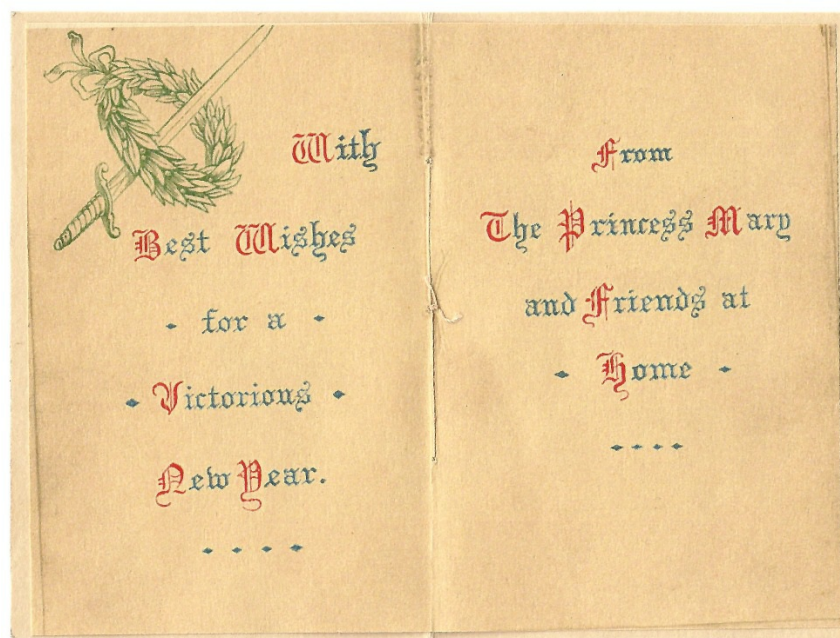 With
Best Wishes
for a
Victorious
New Year.
From
The Princess Mary
and Friends at
Home